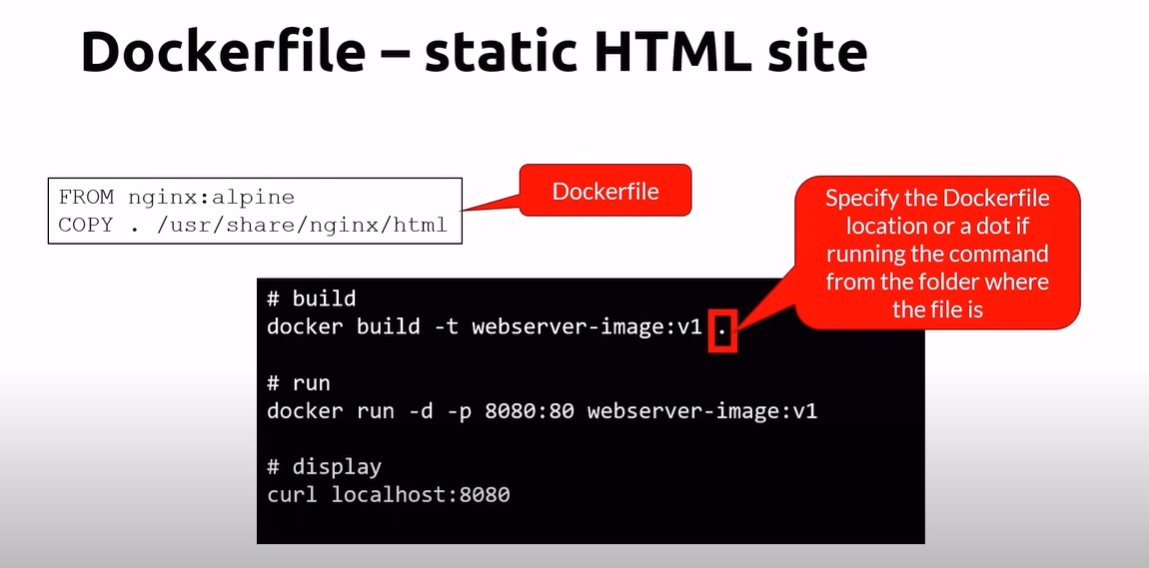 Dockerfile – static HTML site
FROM nginx:alpine
COPY . /usr/share/nginx/html
Dockerfile
Specify the Dockerfile
location or a dot if
running the command
from the folder where
the file is
# build
docker build -t webserver-image:v1 .
# run
docker run -d -p 8080:80 webserver-image:v1
# display
curl localhost:8080